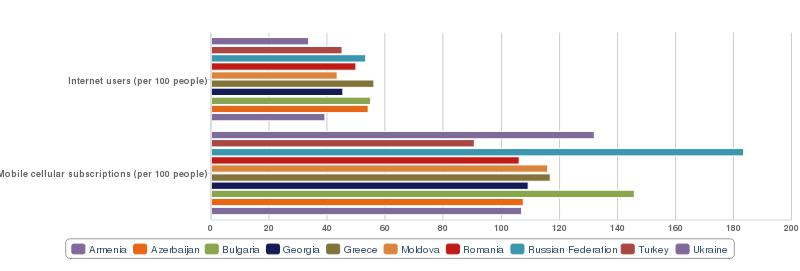 Internet users (per 100 people)
Mobile cellular subscriptions (per 100 people)
0 20 40 60 80 100 120 140 160 180 200
Armenia Azerbaijan Bulgaria Georgia Greece Moldova Romania Russian Federation Turkey Ukraine